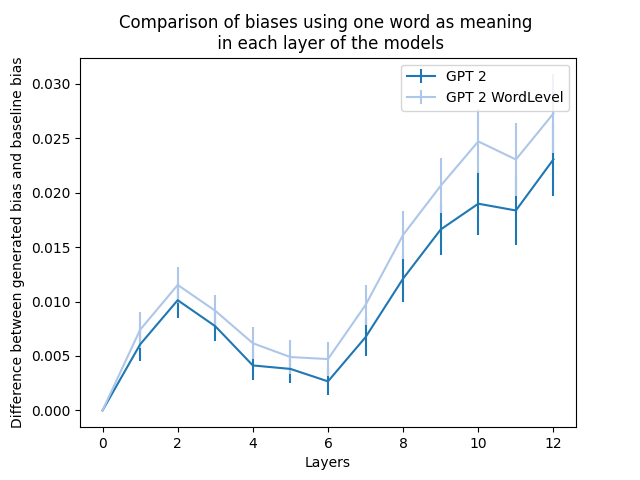 Comparison of biases using one word as meaning
in each layer of the models
Difference between generated bias and baseline bias
0.030
0.025
0.020
0.015
0.010
0.005
0.000
GPT 2
GPT 2 WordLevel
0 2 4 6 8 10 12
Layers